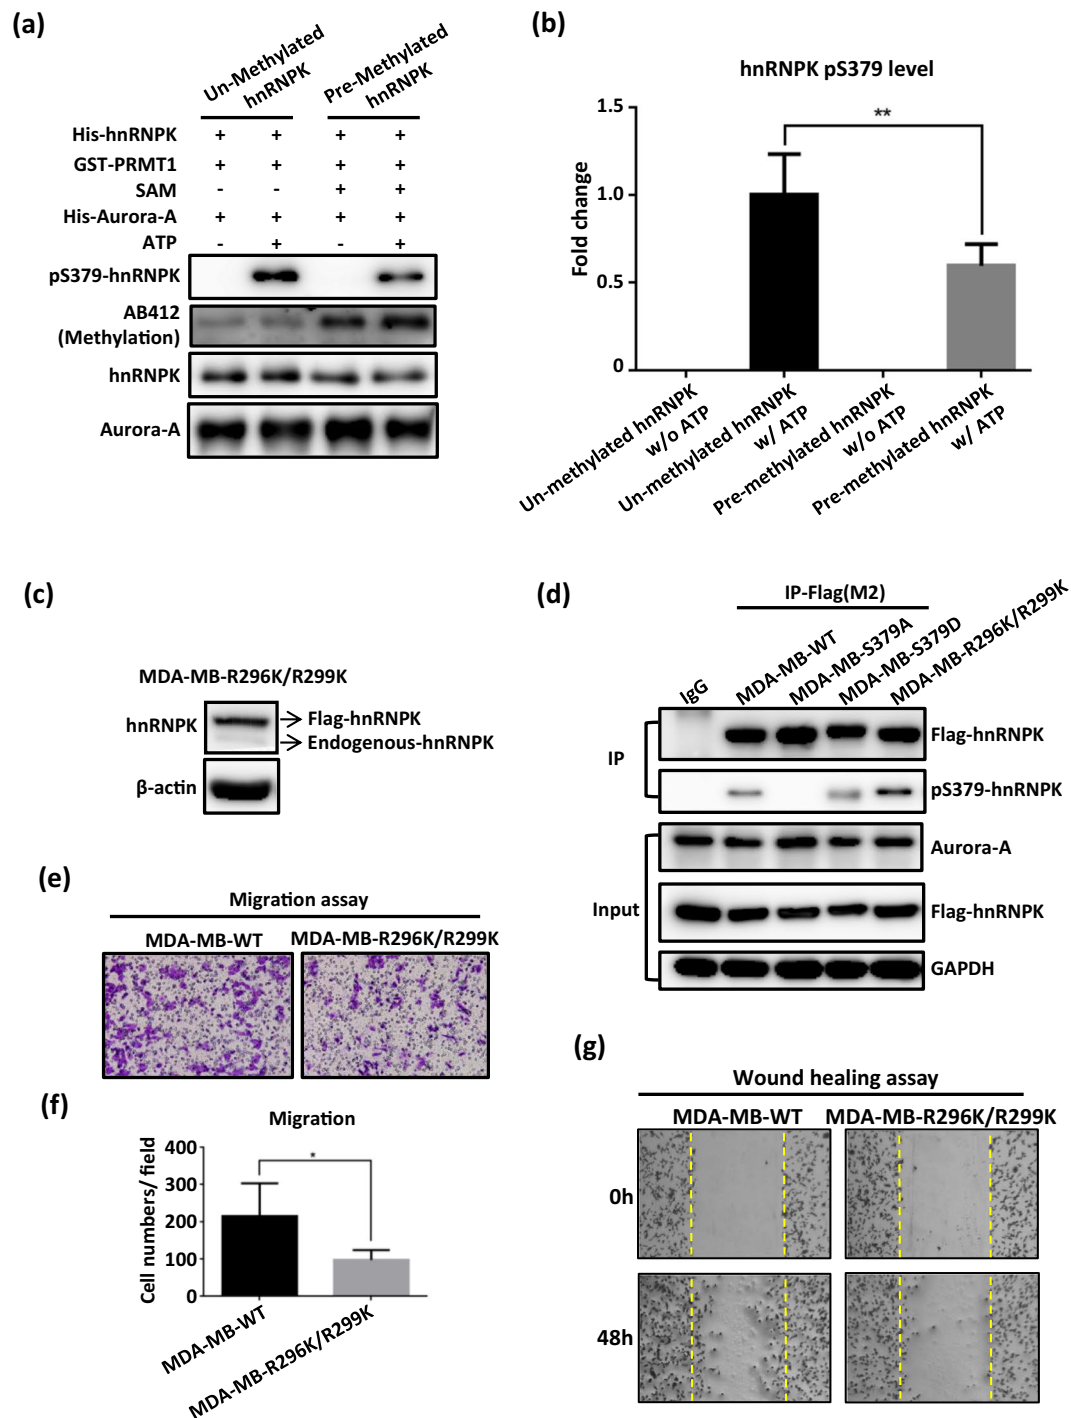 (a)
Un-Methylated
hnRNPK
Pre-Methylated
hnRNPK
His-hnRNPK + + + +
GST-PRMT1 + + + +
SAM - - + +
His-Aurora-A + + + +
ATP - + - +
pS379-hnRNPK
AB412
(Methylation)
hnRNPK
Aurora-A
(b)
hnRNPK pS379 level
Fold change
1.5
1.0
0.5
0
**
Un-methylated hnRNPK
w/o ATP
Un-methylated hnRNPK
w/ ATP
Pre-methylated hnRNPK
w/o ATP
Pre-methylated hnRNPK
w/ ATP
(c)
MDA-MB-R296K/R299K
hnRNPK
Flag-hnRNPK
Endogenous-hnRNPK
β-actin
(d)
IP-Flag(M2)
IgG
MDA-MB-WT
MDA-MB-S379A
MDA-MB-S379D
MDA-MB-R296K/R299K
IP
Flag-hnRNPK
pS379-hnRNPK
Input
Aurora-A
Flag-hnRNPK
GAPDH
(e)
Migration assay
MDA-MB-WT MDA-MB-R296K/R299K
(f)
Migration
Cell numbers/ field
400
300
200
100
0
*
MDA-MB-WT
MDA-MB-R296K/R299K
(g)
Wound healing assay
MDA-MB-WT MDA-MB-R296K/R299K
0h
48h